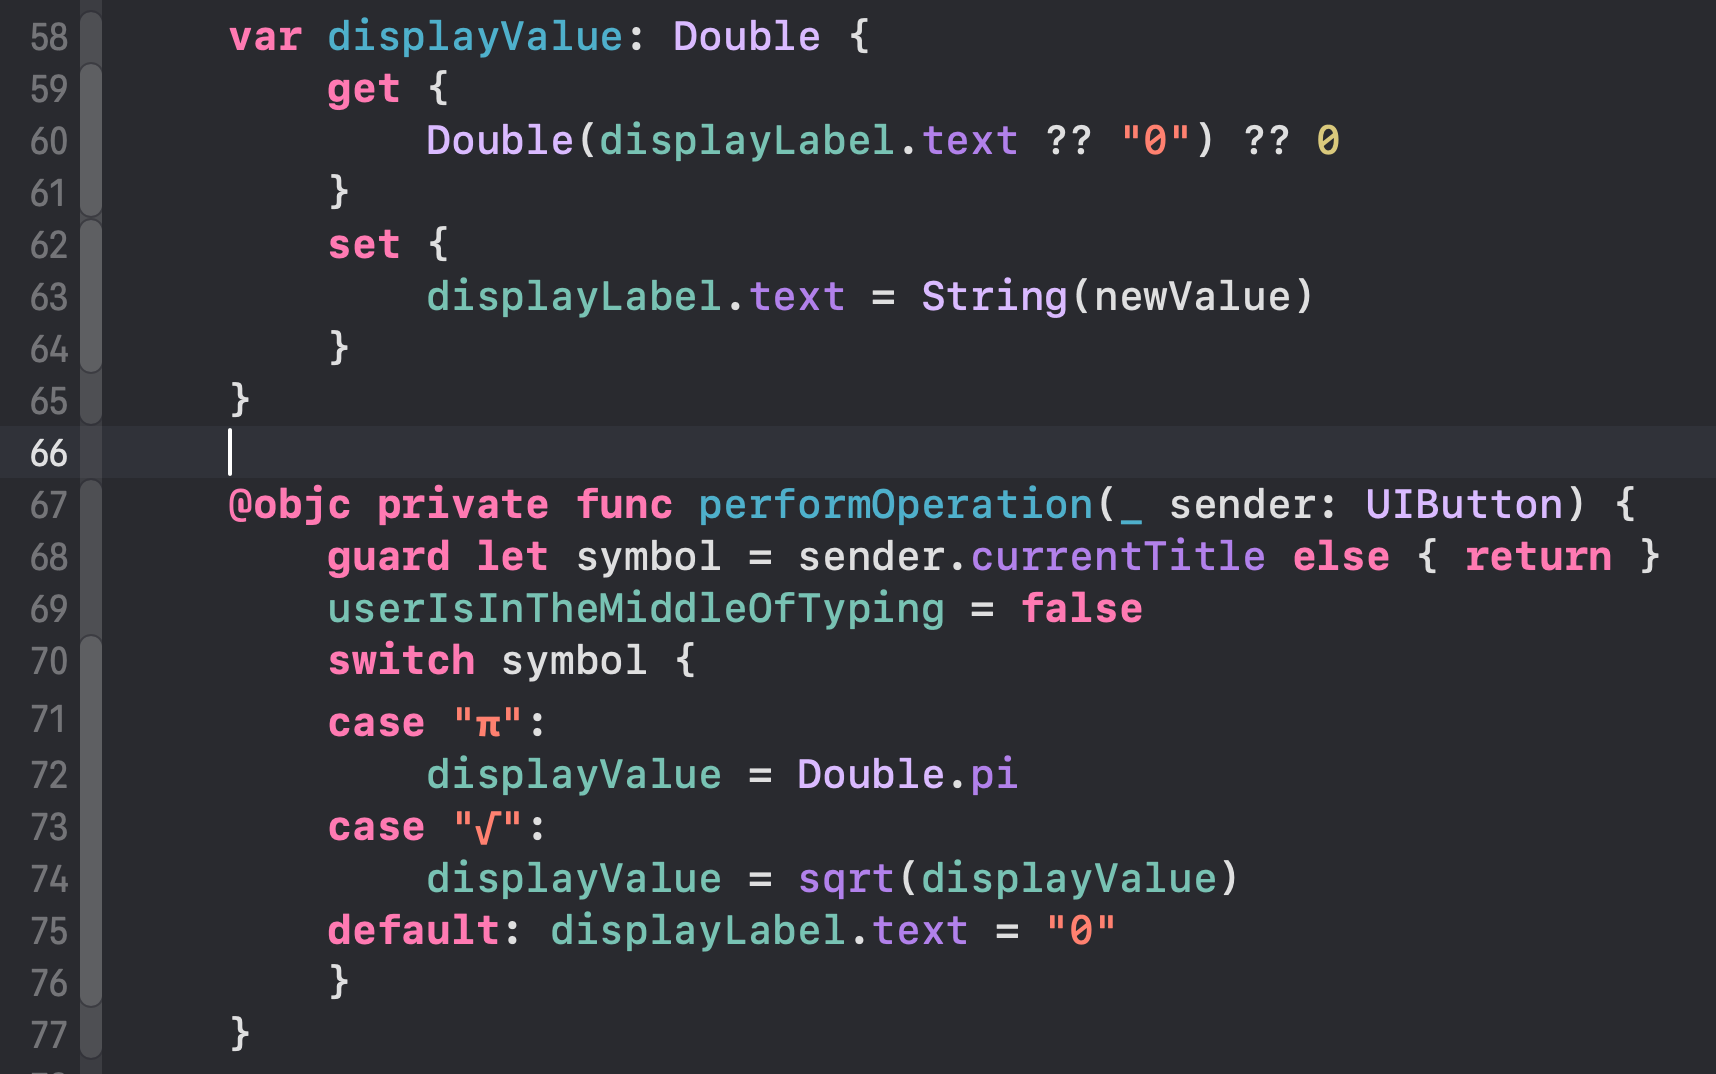 58 var displayValue: Double {
59 get {
60 Double(displayLabel.text ?? "0") ?? 0
61 }
62 set {
63 displayLabel.text = String(newValue)
64 }
65 }
66
67 @objc private func performOperation(_ sender: UIButton) {
68 guard let symbol = sender.currentTitle else { return }
69 userIsInTheMiddleOfTyping = false
70 switch symbol {
71 case "π":
72 displayValue = Double.pi
73 case "√":
74 displayValue = sqrt(displayValue)
75 default: displayLabel.text = "0"
76 }
77 }